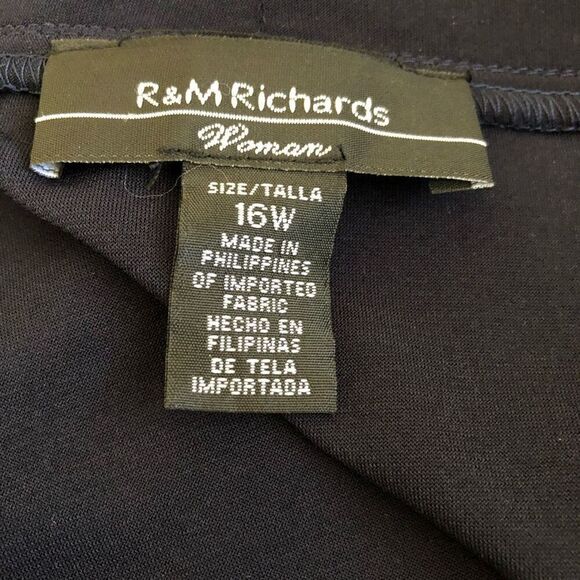 R&M Richards
Woman
SIZE/TALLA
16W
MADE IN
PHILIPPINES
OF IMPORTED
FABRIC
HECHO EN
FILIPINAS
DE TELA
IMPORTADA